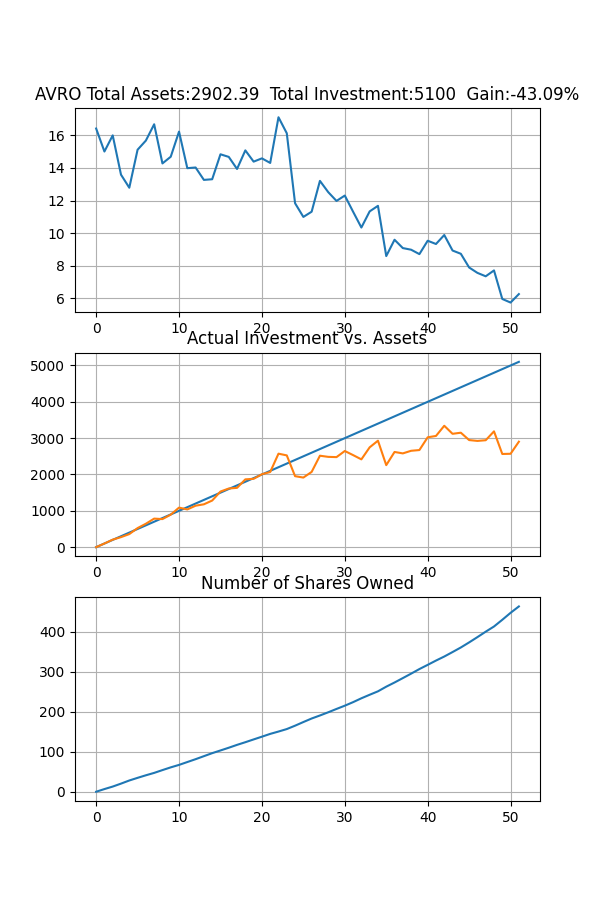 AVRO Total Assets:2902.39  Total Investment:5100  Gain:-43.09%
16
14
12
10
8
6
0 10 20 30 40 50
Actual Investment vs. Assets
5000
4000
3000
2000
1000
0
0 10 20 30 40 50
Number of Shares Owned
400
300
200
100
0
0 10 20 30 40 50